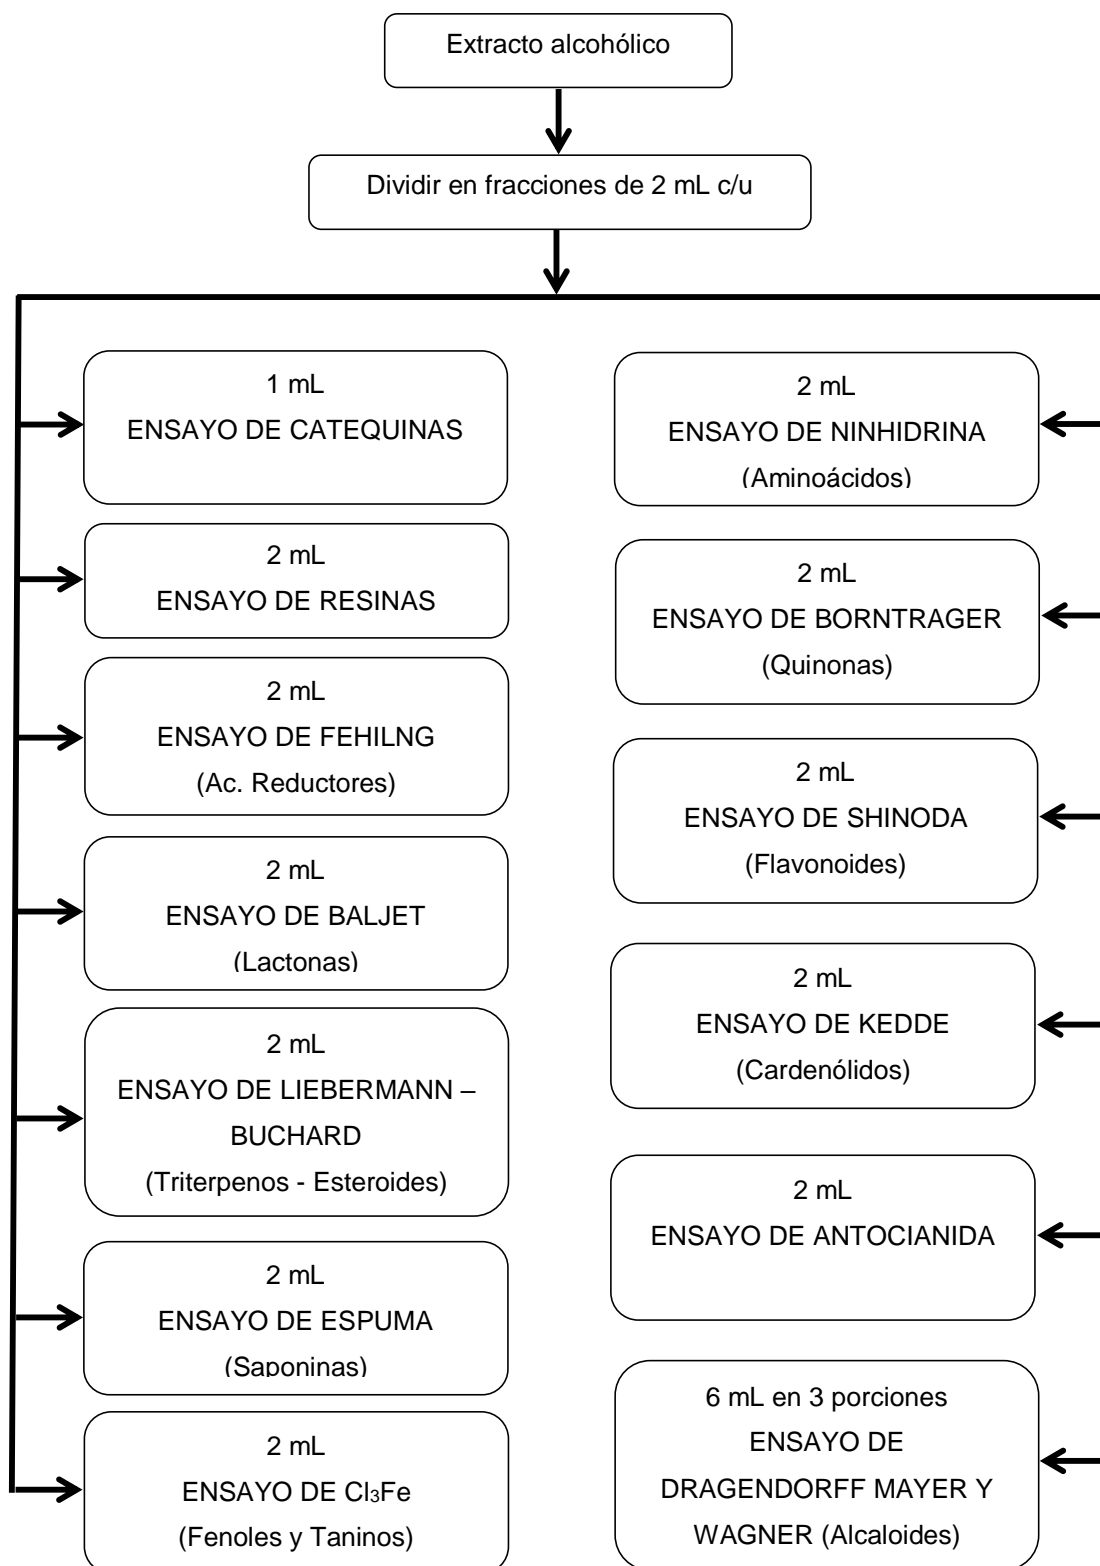 Extracto alcohólico
Dividir en fracciones de 2 mL c/u
1 mL
ENSAYO DE CATEQUINAS
2 mL
ENSAYO DE RESINAS
2 mL
ENSAYO DE FEHILNG
(Ac. Reductores)
2 mL
ENSAYO DE BALJET
(Lactonas)
2 mL
ENSAYO DE LIEBERMANN –
BUCHARD
(Triterpenos - Esteroides)
2 mL
ENSAYO DE ESPUMA
(Saponinas)
2 mL
ENSAYO DE Cl₃Fe
(Fenoles y Taninos)
2 mL
ENSAYO DE NINHIDRINA
(Aminoácidos)
2 mL
ENSAYO DE BORNTRAGER
(Quinonas)
2 mL
ENSAYO DE SHINODA
(Flavonoides)
2 mL
ENSAYO DE KEDDE
(Cardenólidos)
2 mL
ENSAYO DE ANTOCIANIDA
6 mL en 3 porciones
ENSAYO DE
DRAGENDORFF MAYER Y
WAGNER (Alcaloides)